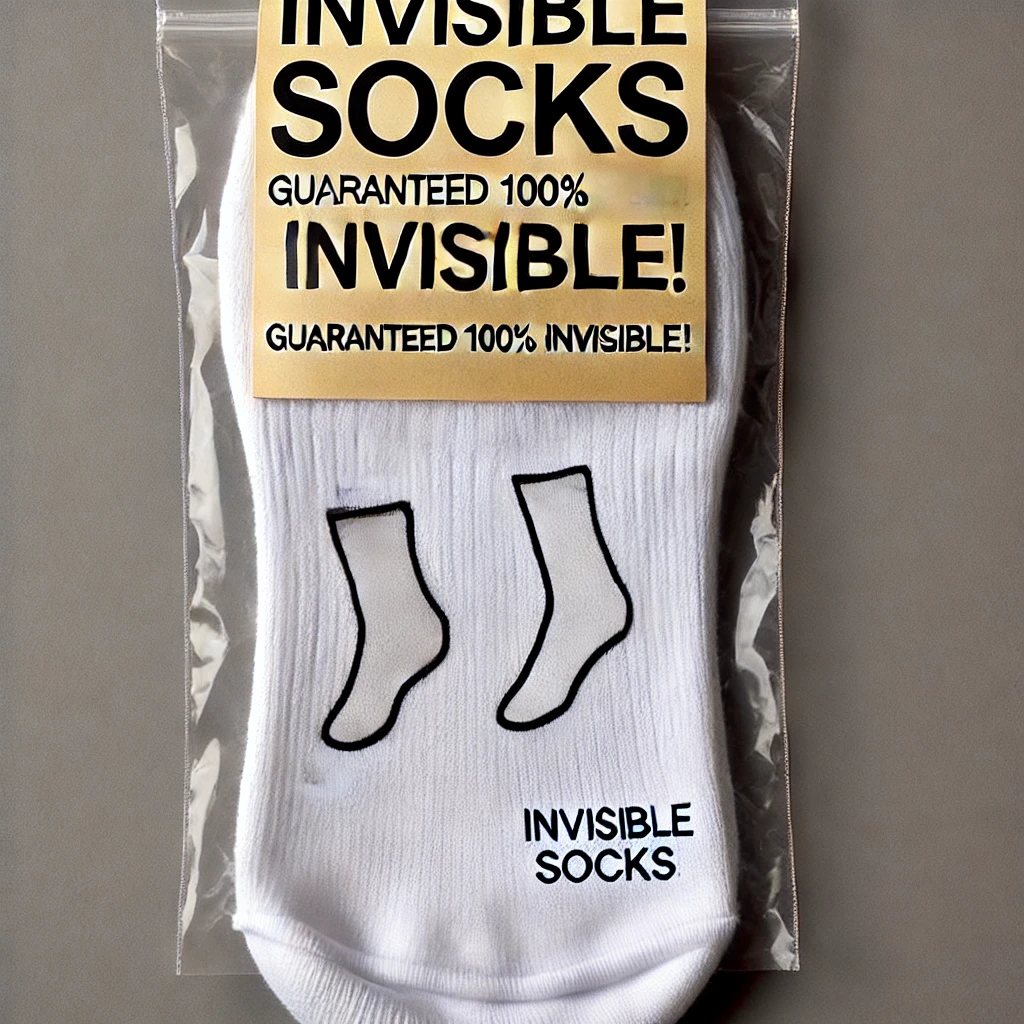 INVISIBLE
SOCKS
GUARANTEED 100%
INVISIBLE!
GUARANTEED 100% INVISIBLE!
INVISIBLE
SOCKS